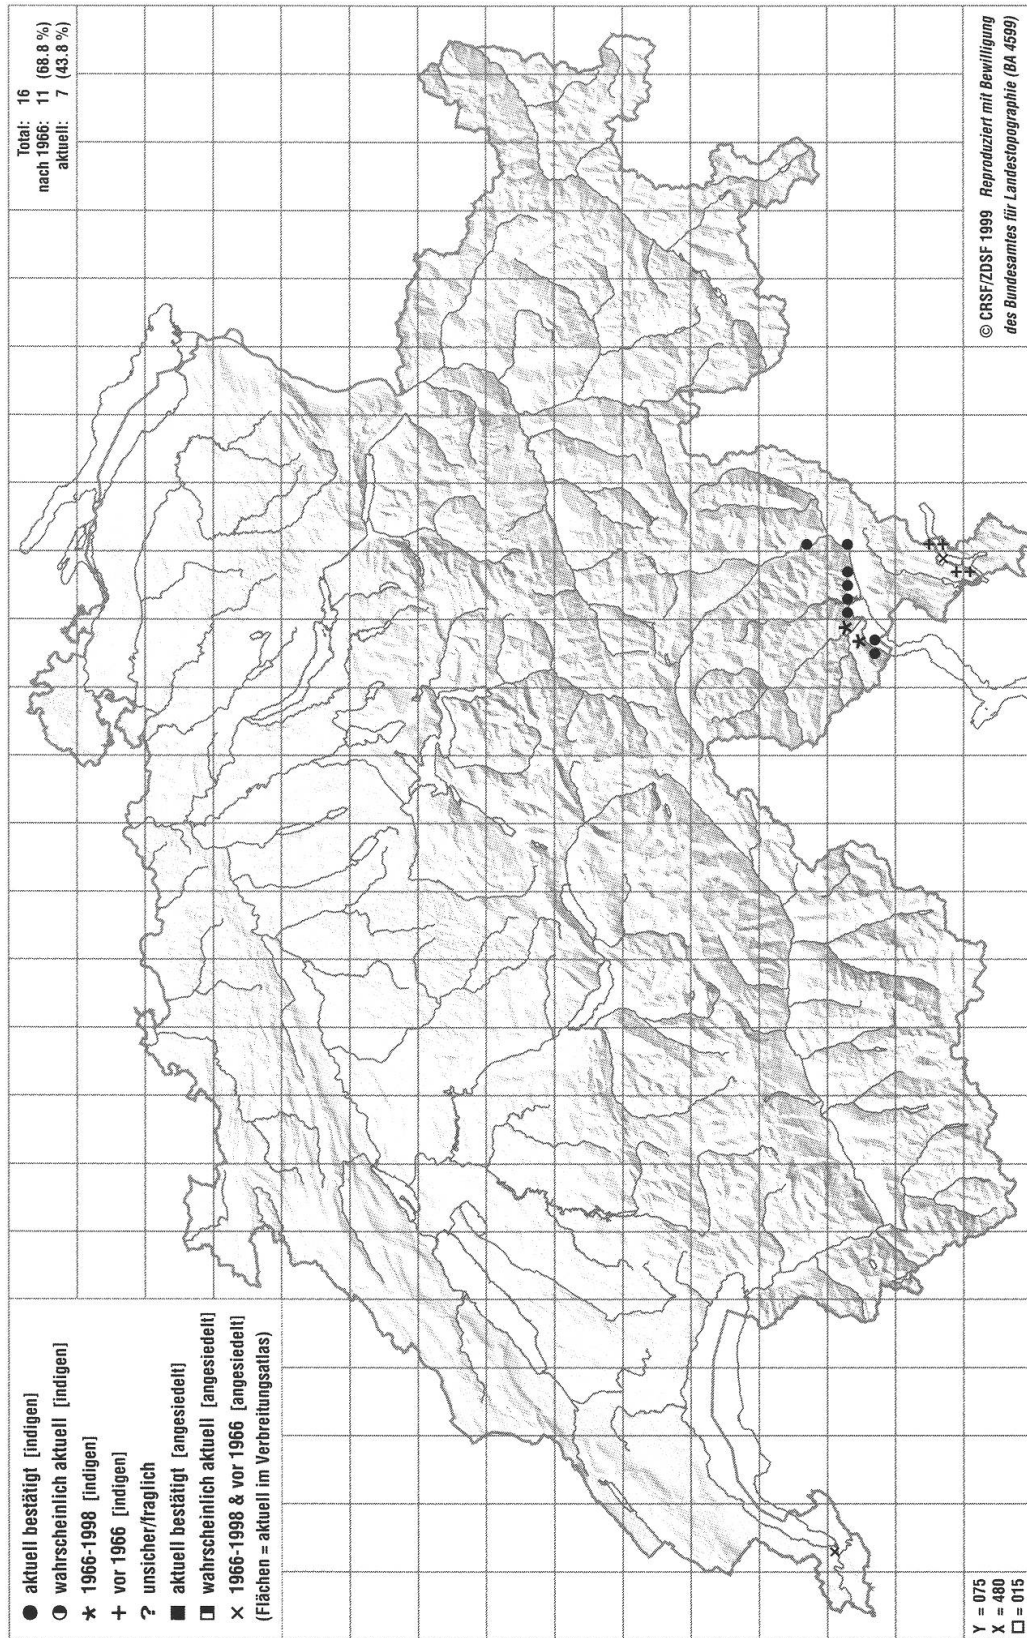 ● aktuell bestätigt [indigen]
◑ wahrscheinlich aktuell [indigen]
* 1966-1998 [indigen]
+ vor 1966 [indigen]
? unsicher/fraglich
■ aktuell bestätigt [angesiedelt]
◨ wahrscheinlich aktuell [angesiedelt]
× 1966-1998 & vor 1966 [angesiedelt]
(Flächen = aktuell im Verbreitungsatlas)
Total: 16
nach 1966: 11 (68.8 %)
aktuell: 7 (43.8 %)
Y = 075
X = 480
□ = 015
© CRSF/ZDSF 1999 Reproduziert mit Bewilligung
des Bundesamtes für Landestopographie (BA 4599)